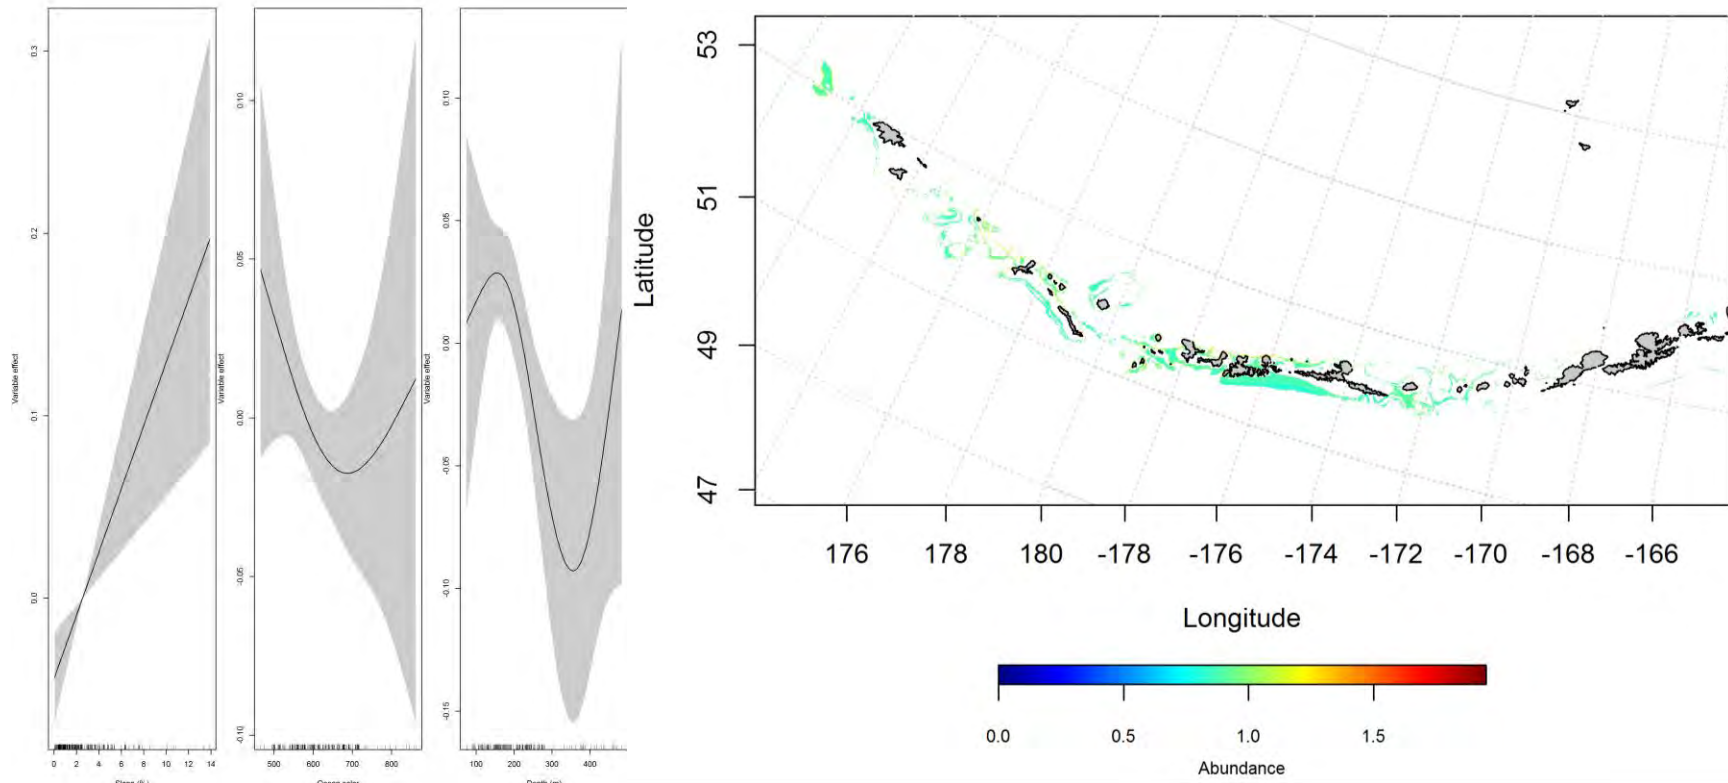 0.3
0.2
0.1
0.0
Variable effect
0 2 4 6 8 10 12 14
Slope (%)
0.10
0.05
0.00
-0.05
-0.10
Variable effect
500 600 700 800
Ocean color
0.10
0.05
0.00
-0.05
-0.10
-0.15
Variable effect
100 200 300 400
Depth (m)
Latitude
53
51
49
47
176 178 180 -178 -176 -174 -172 -170 -168 -166
Longitude
0.0 0.5 1.0 1.5
Abundance